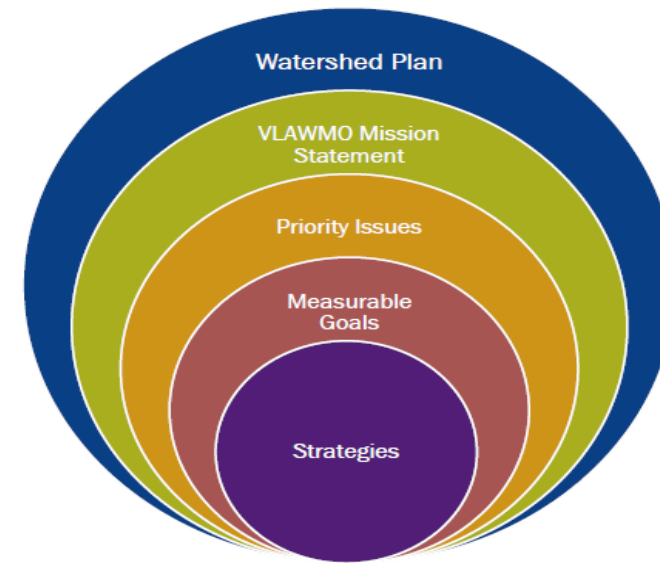 Watershed Plan
VLAWMO Mission
Statement
Priority Issues
Measurable
Goals
Strategies